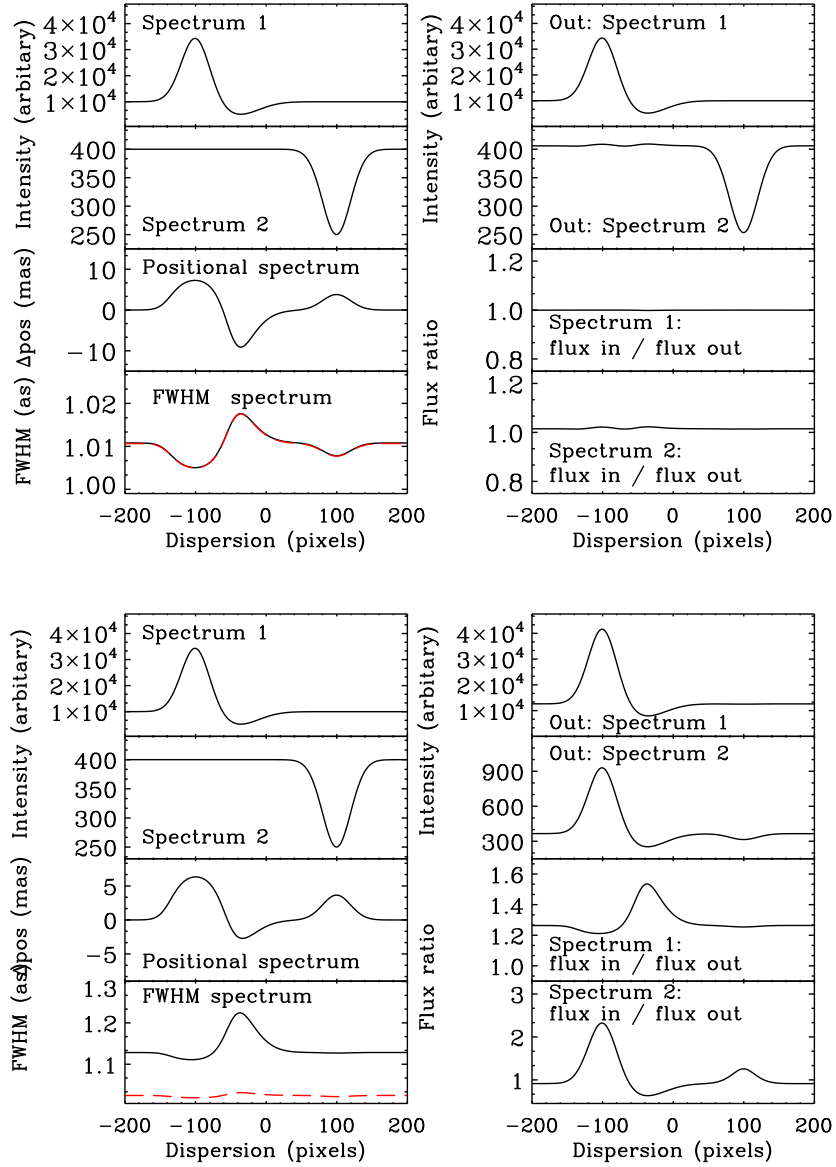 Spectrum 1
4×10⁴
3×10⁴
2×10⁴
1×10⁴
Intensity (arbitary)
400
350
300
250
Spectrum 2
Positional spectrum
10
0
−10
Δpos (mas)
FWHM spectrum
1.02
1.01
1.00
FWHM (as)
−200 −100 0 100 200
Dispersion (pixels)
Out: Spectrum 1
4×10⁴
3×10⁴
2×10⁴
1×10⁴
Intensity (arbitary)
400
350
300
250
Out: Spectrum 2
1.2
1.0
0.8
Spectrum 1:
flux in / flux out
Flux ratio
1.2
1.0
0.8
Spectrum 2:
flux in / flux out
−200 −100 0 100 200
Dispersion (pixels)
Spectrum 1
4×10⁴
3×10⁴
2×10⁴
1×10⁴
Intensity (arbitary)
400
350
300
250
Spectrum 2
5
0
−5
Δpos (mas)
Positional spectrum
FWHM spectrum
1.3
1.2
1.1
FWHM (as)
−200 −100 0 100 200
Dispersion (pixels)
4×10⁴
3×10⁴
2×10⁴
1×10⁴
Out: Spectrum 1
Intensity (arbitary)
Out: Spectrum 2
900
600
300
1.6
1.4
1.2
1.0
Spectrum 1:
flux in / flux out
Flux ratio
Spectrum 2:
flux in / flux out
3
2
1
−200 −100 0 100 200
Dispersion (pixels)